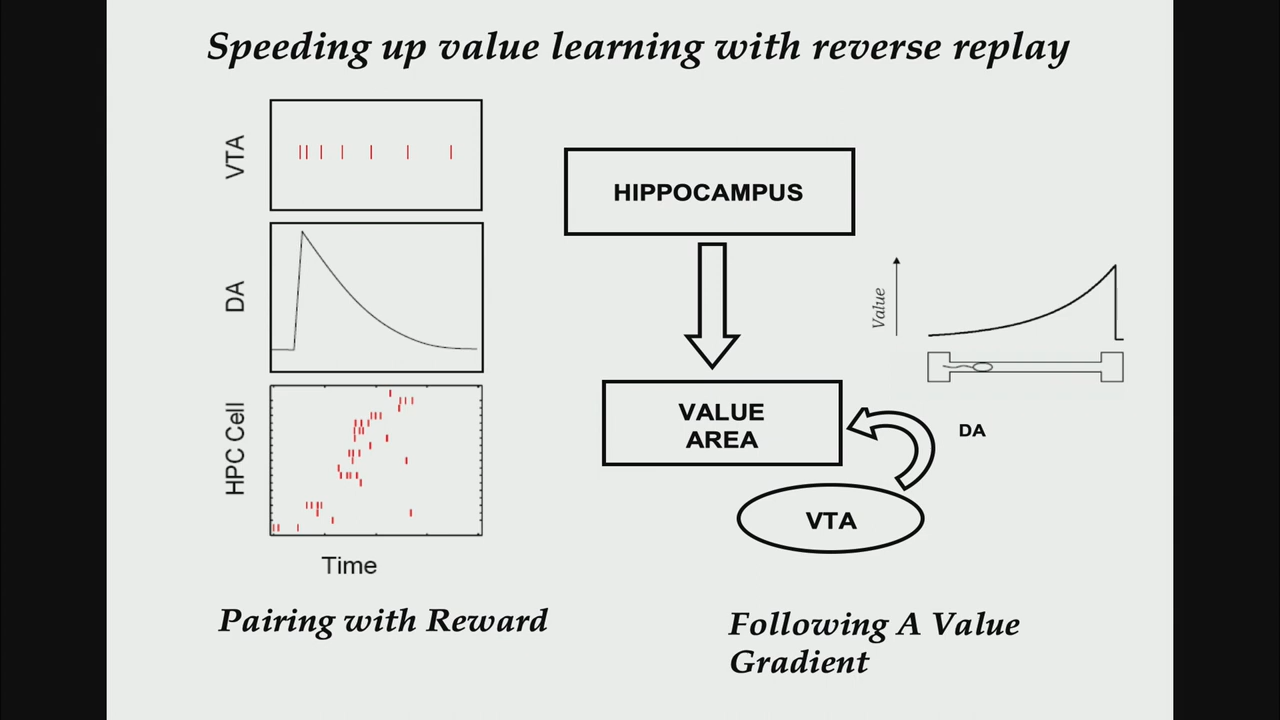 Speeding up value learning with reverse replay
VTA
DA
HPC Cell
Time
Pairing with Reward
HIPPOCAMPUS
VALUE
AREA
VTA
DA
Value
Following A Value
Gradient